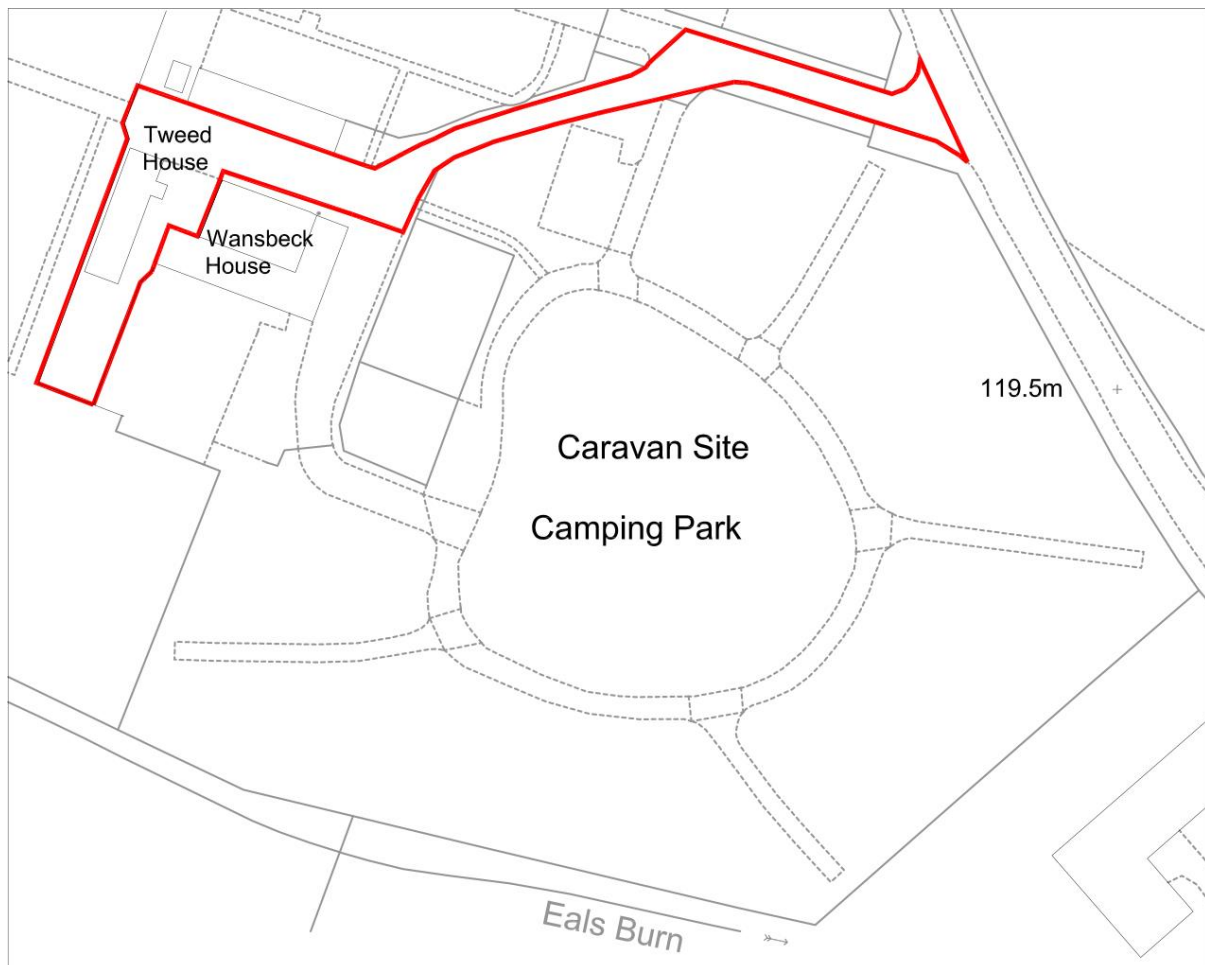 Tweed
House
Wansbeck
House
119.5m
Caravan Site
Camping Park
Eals Burn